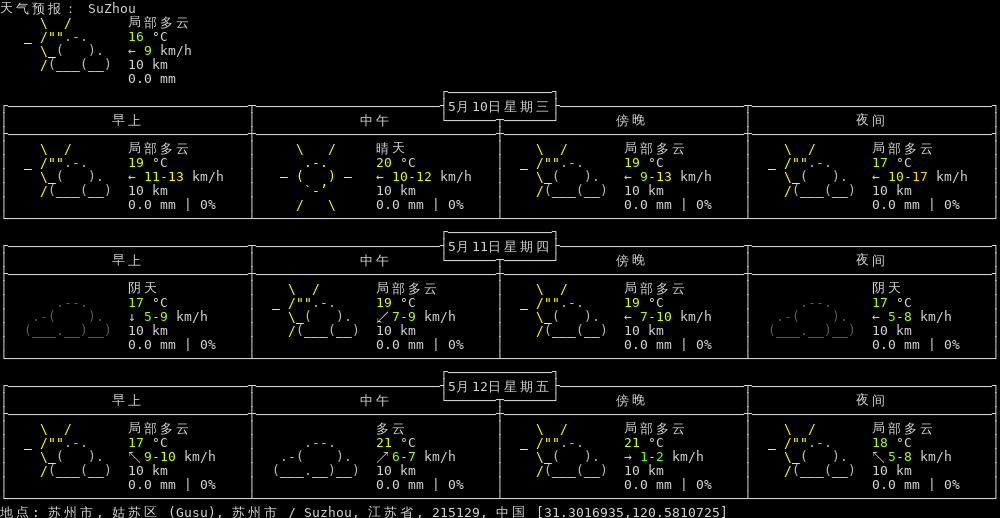 天气预报: SuZhou
局部多云
16 °C
← 9 km/h
10 km
0.0 mm
5月10日星期三
早上 中午 傍晚 夜间
局部多云 晴天 局部多云 局部多云
19 °C 20 °C 19 °C 17 °C
← 11-13 km/h ← 10-12 km/h ← 9-13 km/h ← 10-17 km/h
10 km 10 km 10 km 10 km
0.0 mm | 0% 0.0 mm | 0% 0.0 mm | 0% 0.0 mm | 0%
5月11日星期四
早上 中午 傍晚 夜间
阴天 局部多云 局部多云 阴天
17 °C 19 °C 19 °C 17 °C
↓ 5-9 km/h ↙ 7-9 km/h ← 7-10 km/h ← 5-8 km/h
10 km 10 km 10 km 10 km
0.0 mm | 0% 0.0 mm | 0% 0.0 mm | 0% 0.0 mm | 0%
5月12日星期五
早上 中午 傍晚 夜间
局部多云 多云 局部多云 局部多云
17 °C 21 °C 21 °C 18 °C
↖ 9-10 km/h ↗ 6-7 km/h → 1-2 km/h ↖ 5-8 km/h
10 km 10 km 10 km 10 km
0.0 mm | 0% 0.0 mm | 0% 0.0 mm | 0% 0.0 mm | 0%
地点: 苏州市, 姑苏区 (Gusu), 苏州市 / Suzhou, 江苏省, 215129, 中国 [31.3016935,120.5810725]